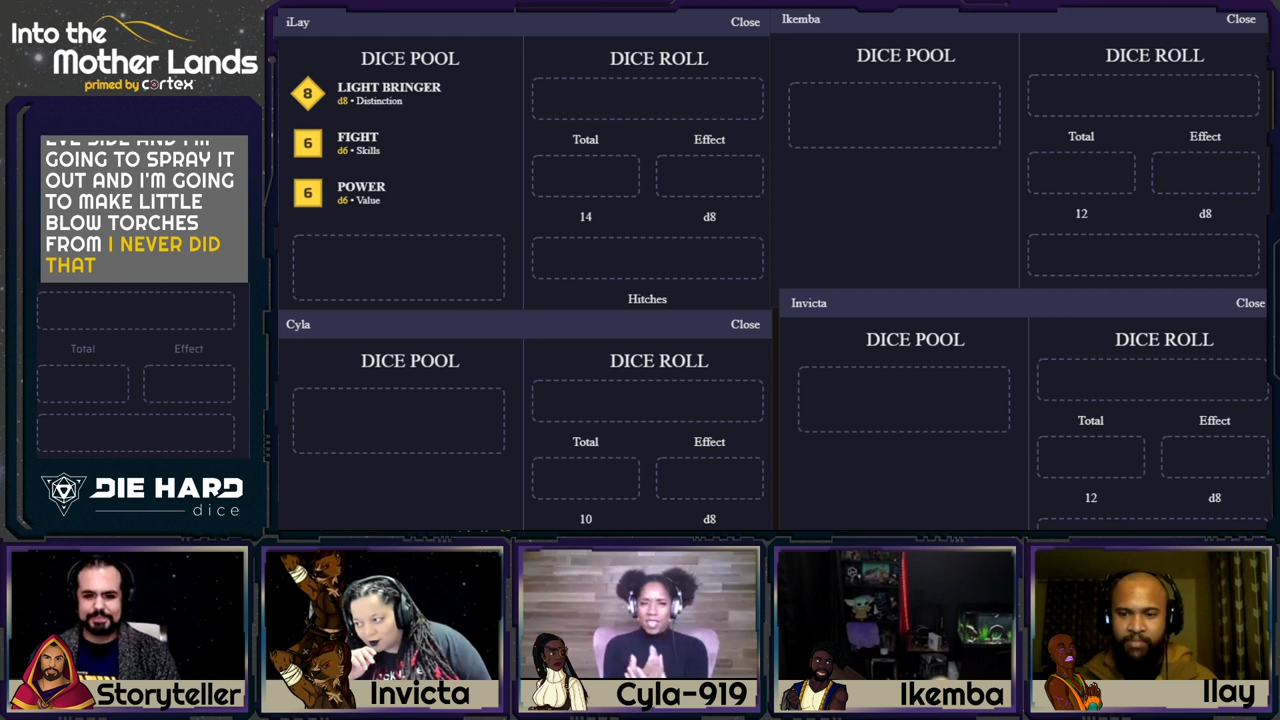 Into the
Mother Lands
primed by cortex
GOING TO SPRAY IT
OUT AND I'M GOING
TO MAKE LITTLE
BLOW TORCHES
FROM I NEVER DID
THAT
Total
Effect
DIE HARD
dice
iLay
Close
DICE POOL
8
LIGHT BRINGER
d8 • Distinction
6
FIGHT
d6 • Skills
6
POWER
d6 • Value
DICE ROLL
Total
Effect
14
d8
Hitches
Ikemba
Close
DICE POOL
DICE ROLL
Total
Effect
12
d8
Cyla
Close
DICE POOL
DICE ROLL
Total
Effect
10
d8
Invicta
Close
DICE POOL
DICE ROLL
Total
Effect
12
d8
Storyteller
Invicta
Cyla-919
Ikemba
Ilay